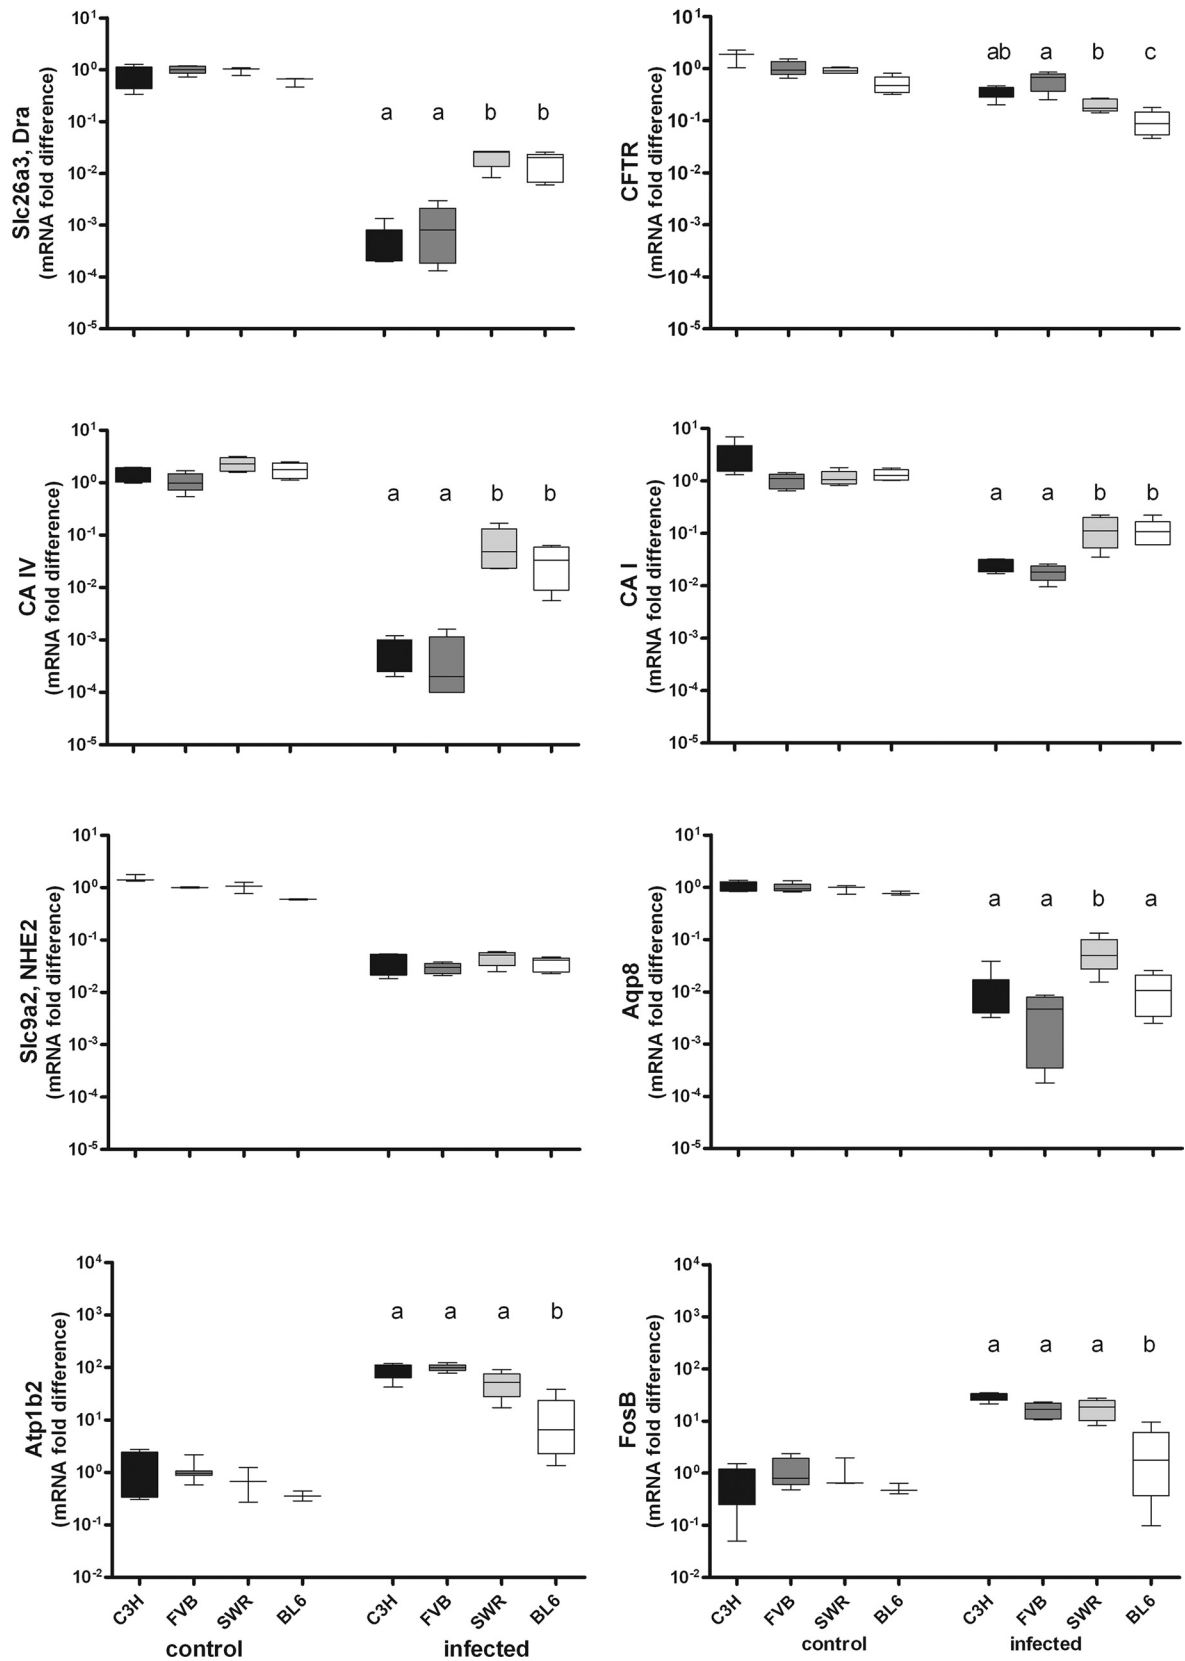 Slc26a3, Dra
(mRNA fold difference)
10^1
10^0
10^-1
10^-2
10^-3
10^-4
10^-5
a a b b
CFTR
(mRNA fold difference)
10^1
10^0
10^-1
10^-2
10^-3
10^-4
10^-5
ab a b c
CA IV
(mRNA fold difference)
10^1
10^0
10^-1
10^-2
10^-3
10^-4
10^-5
a a b b
CA I
(mRNA fold difference)
10^1
10^0
10^-1
10^-2
10^-3
10^-4
10^-5
a a b b
Slc9a2, NHE2
(mRNA fold difference)
10^1
10^0
10^-1
10^-2
10^-3
10^-4
10^-5
Aqp8
(mRNA fold difference)
10^1
10^0
10^-1
10^-2
10^-3
10^-4
10^-5
a a b a
Atp1b2
(mRNA fold difference)
10^4
10^3
10^2
10^1
10^0
10^-1
10^-2
a a a b
C3H FVB SWR BL6 C3H FVB SWR BL6
control infected
FosB
(mRNA fold difference)
10^4
10^3
10^2
10^1
10^0
10^-1
10^-2
a a a b
C3H FVB SWR BL6 C3H FVB SWR BL6
control infected